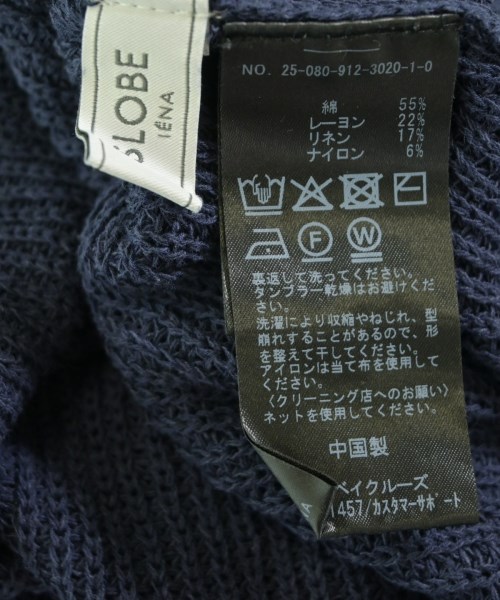 SLOBE
IÉNA
NO. 25-080-912-3020-1-0
綿 55%
レーヨン 22%
リネン 17%
ナイロン 6%
F
W
裏返して洗ってください。
タンブラー乾燥はお避けくださ
い。
洗濯により収縮やねじれ、型
崩れすることがあるので、形
を整えて干してください。
アイロンは当て布を使用して
ください。
〈クリーニング店へのお願い〉
ネットを使用してください。
中国製
ベイクルーズ
1457/カスタマーサポート